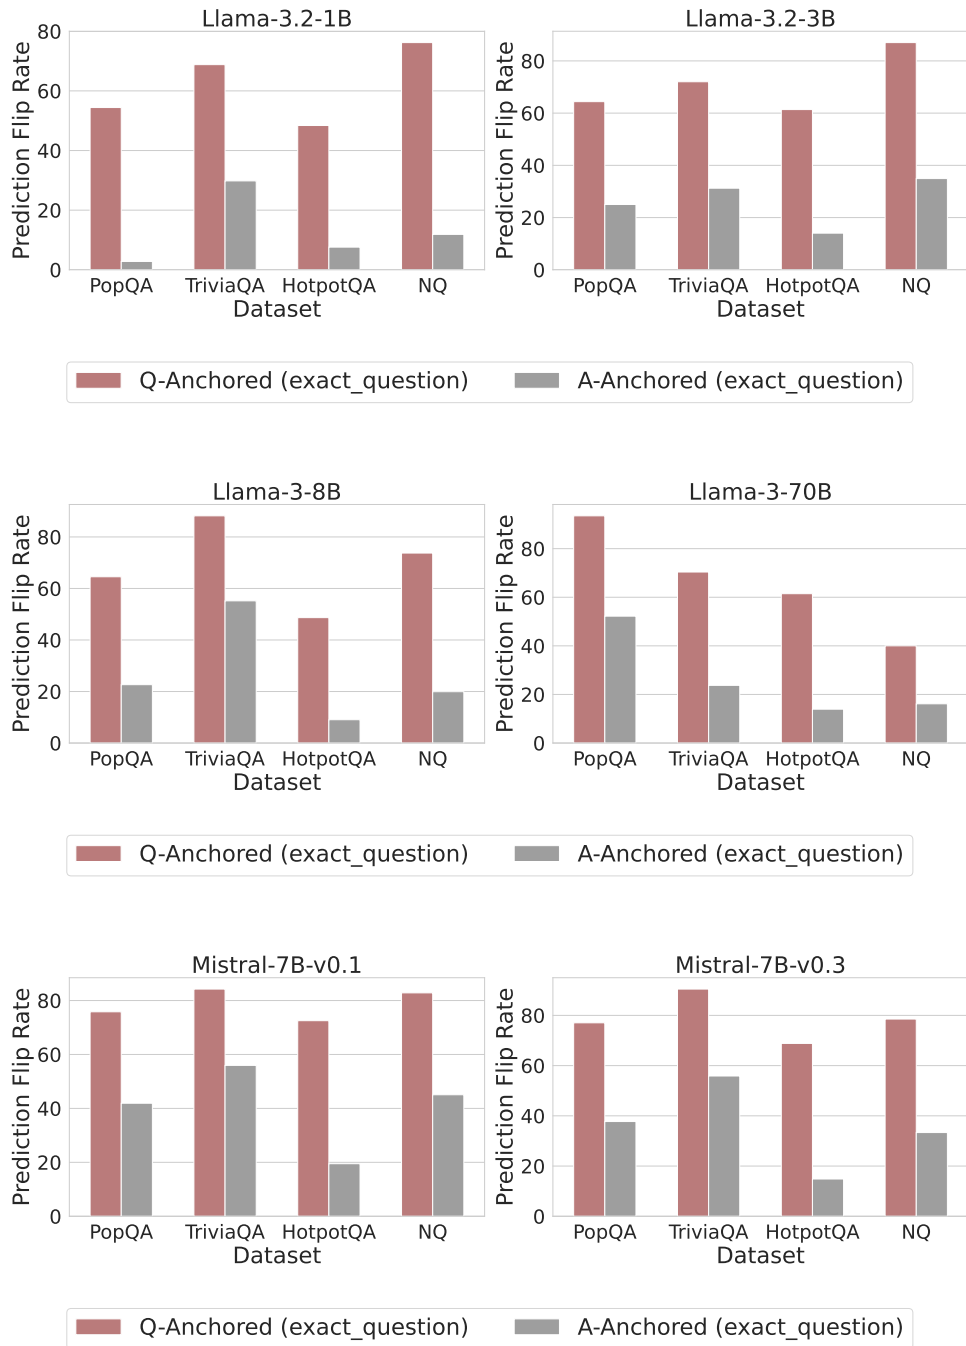 Llama-3.2-1B
Prediction Flip Rate
80
60
40
20
0
PopQA TriviaQA HotpotQA NQ
Dataset
Llama-3.2-3B
Prediction Flip Rate
80
60
40
20
0
PopQA TriviaQA HotpotQA NQ
Dataset
Q-Anchored (exact_question) A-Anchored (exact_question)
Llama-3-8B
Prediction Flip Rate
80
60
40
20
0
PopQA TriviaQA HotpotQA NQ
Dataset
Llama-3-70B
Prediction Flip Rate
80
60
40
20
0
PopQA TriviaQA HotpotQA NQ
Dataset
Q-Anchored (exact_question) A-Anchored (exact_question)
Mistral-7B-v0.1
Prediction Flip Rate
80
60
40
20
0
PopQA TriviaQA HotpotQA NQ
Dataset
Mistral-7B-v0.3
Prediction Flip Rate
80
60
40
20
0
PopQA TriviaQA HotpotQA NQ
Dataset
Q-Anchored (exact_question) A-Anchored (exact_question)